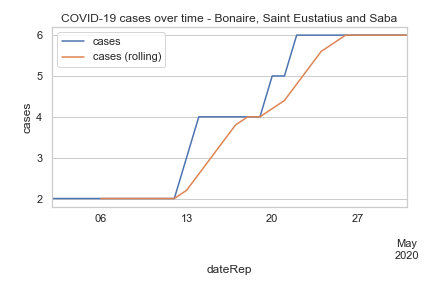 COVID-19 cases over time - Bonaire, Saint Eustatius and Saba
cases
cases (rolling)
6
5
4
3
2
cases
06
13
20
27
May
2020
dateRep